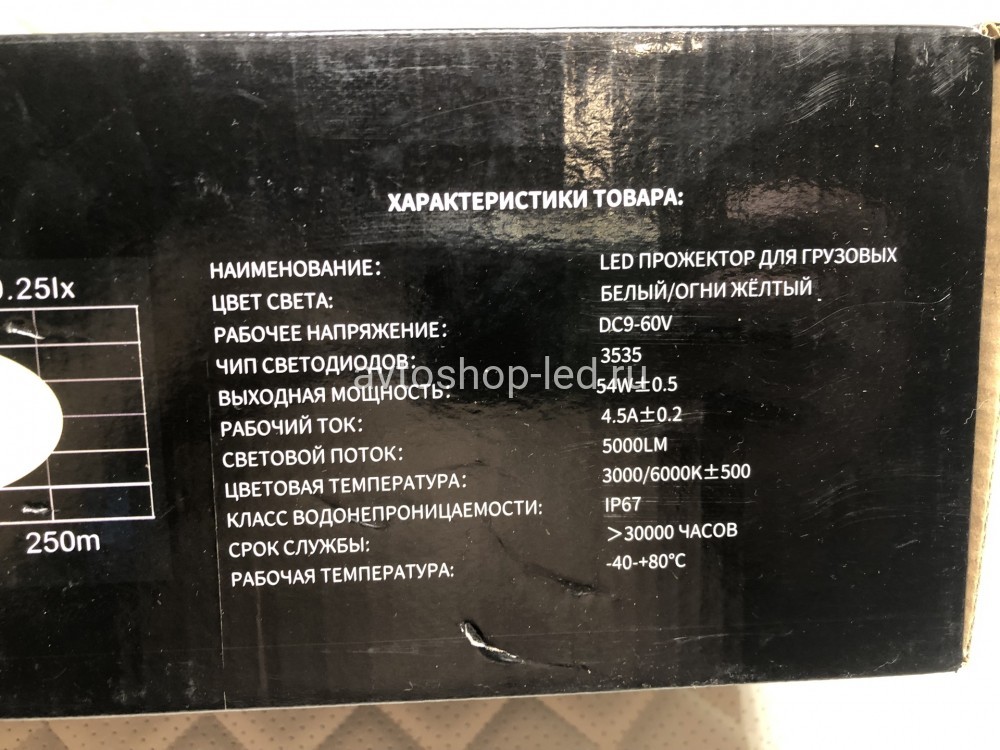 ХАРАКТЕРИСТИКИ ТОВАРА:
НАИМЕНОВАНИЕ: LED ПРОЖЕКТОР ДЛЯ ГРУЗОВЫХ
ЦВЕТ СВЕТА: БЕЛЫЙ/ОГНИ ЖЁЛТЫЙ
РАБОЧЕЕ НАПРЯЖЕНИЕ: DC9-60V
ЧИП СВЕТОДИОДОВ: 3535
ВЫХОДНАЯ МОЩНОСТЬ: 54W±0.5
РАБОЧИЙ ТОК: 4.5A±0.2
СВЕТОВОЙ ПОТОК: 5000LM
ЦВЕТОВАЯ ТЕМПЕРАТУРА: 3000/6000K±500
КЛАСС ВОДОНЕПРОНИЦАЕМОСТИ: IP67
СРОК СЛУЖБЫ: >30000 ЧАСОВ
РАБОЧАЯ ТЕМПЕРАТУРА: -40-+80°C
.25lx
250m
avtoshop-led.ru